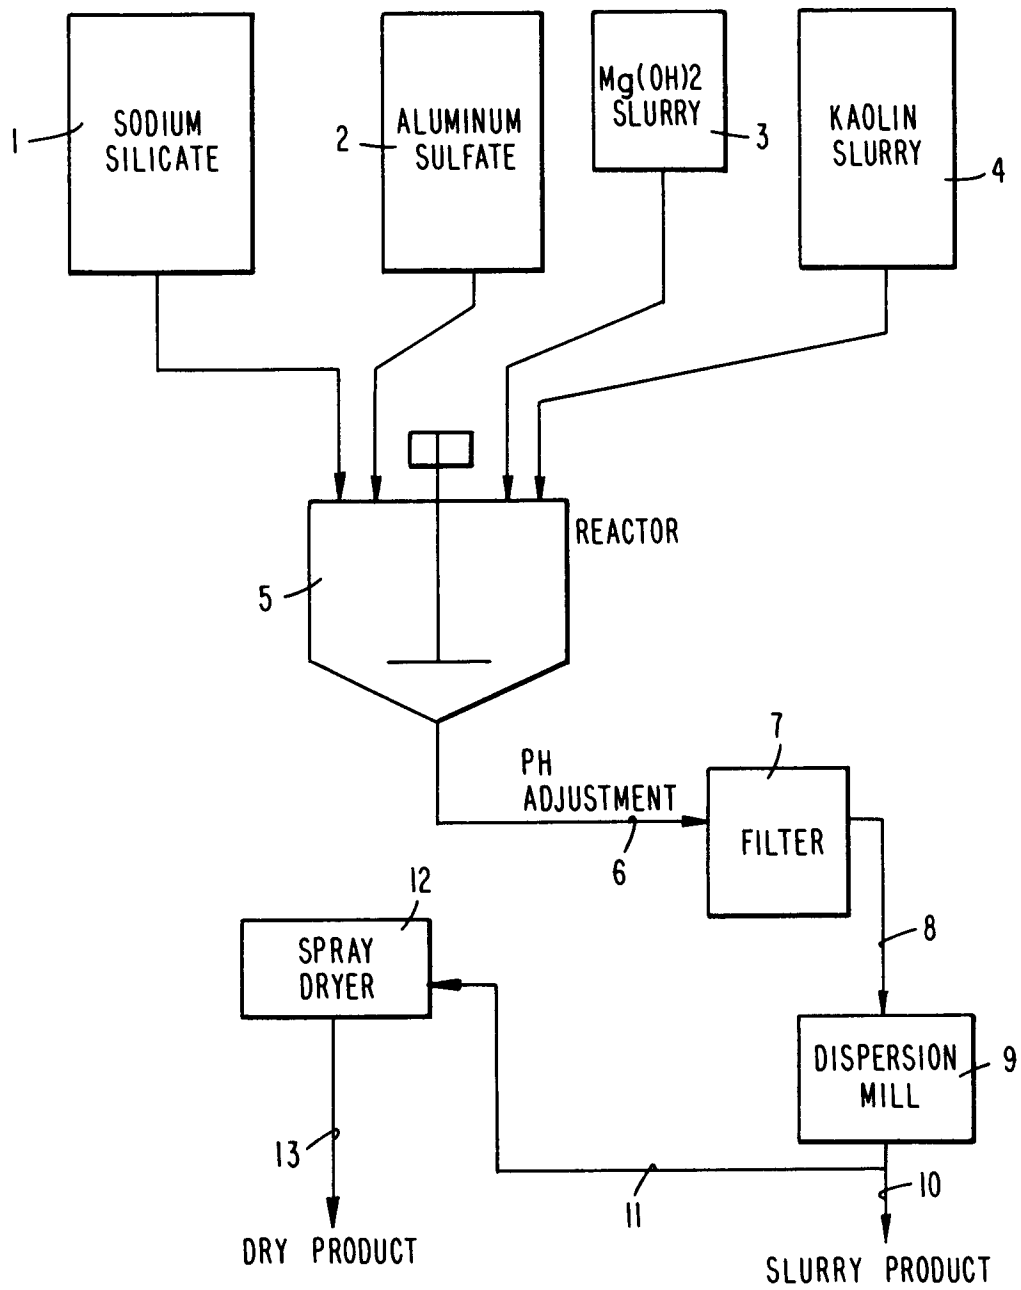 1
SODIUM
SILICATE
2
ALUMINUM
SULFATE
Mg(OH)2
SLURRY
3
KAOLIN
SLURRY
4
REACTOR
5
PH
ADJUSTMENT
6
7
FILTER
8
12
SPRAY
DRYER
DISPERSION
MILL
9
13
11
10
DRY PRODUCT
SLURRY PRODUCT